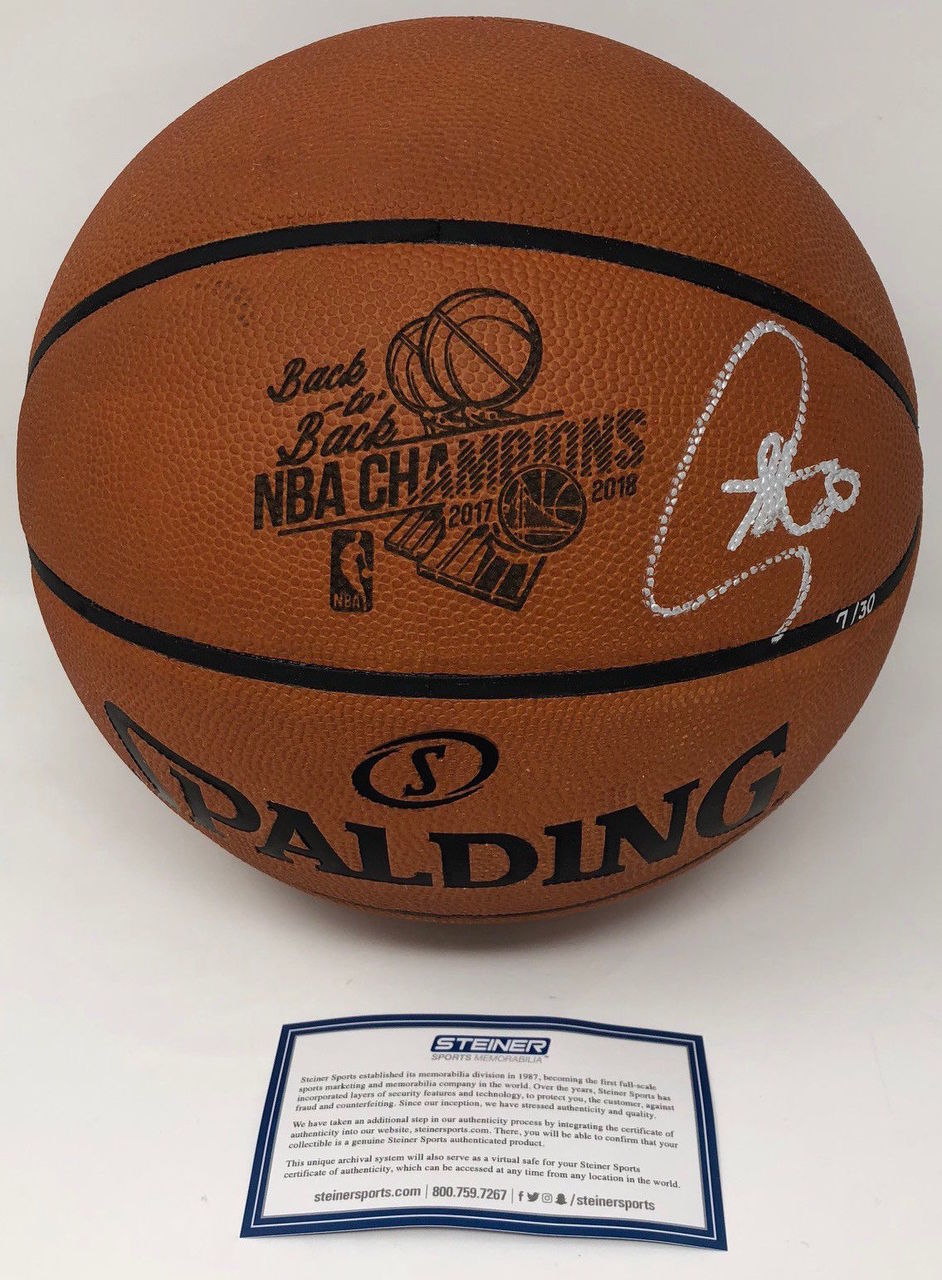 Back
-to-
Back
NBA CHAMPIONS
2017 2018
NBA
7/30
S
SPALDING
STEINER
SPORTS MEMORABILIA™
Steiner Sports established its memorabilia division in 1987, becoming the first full-scale
sports marketing and memorabilia company in the world. Over the years, Steiner Sports has
incorporated layers of security features and technology, to protect you, the customer, against
fraud and counterfeiting. Since our inception, we have stressed authenticity and quality.
We have taken an additional step in our authenticity process by integrating the certificate of
authenticity into our website, steinersports.com. There, you will be able to confirm that your
collectible is a genuine Steiner Sports authenticated product.
This unique archival system will also serve as a virtual safe for your Steiner Sports
certificate of authenticity, which can be accessed at any time from any location in the world.
steinersports.com | 800.759.7267 | f /steinersports